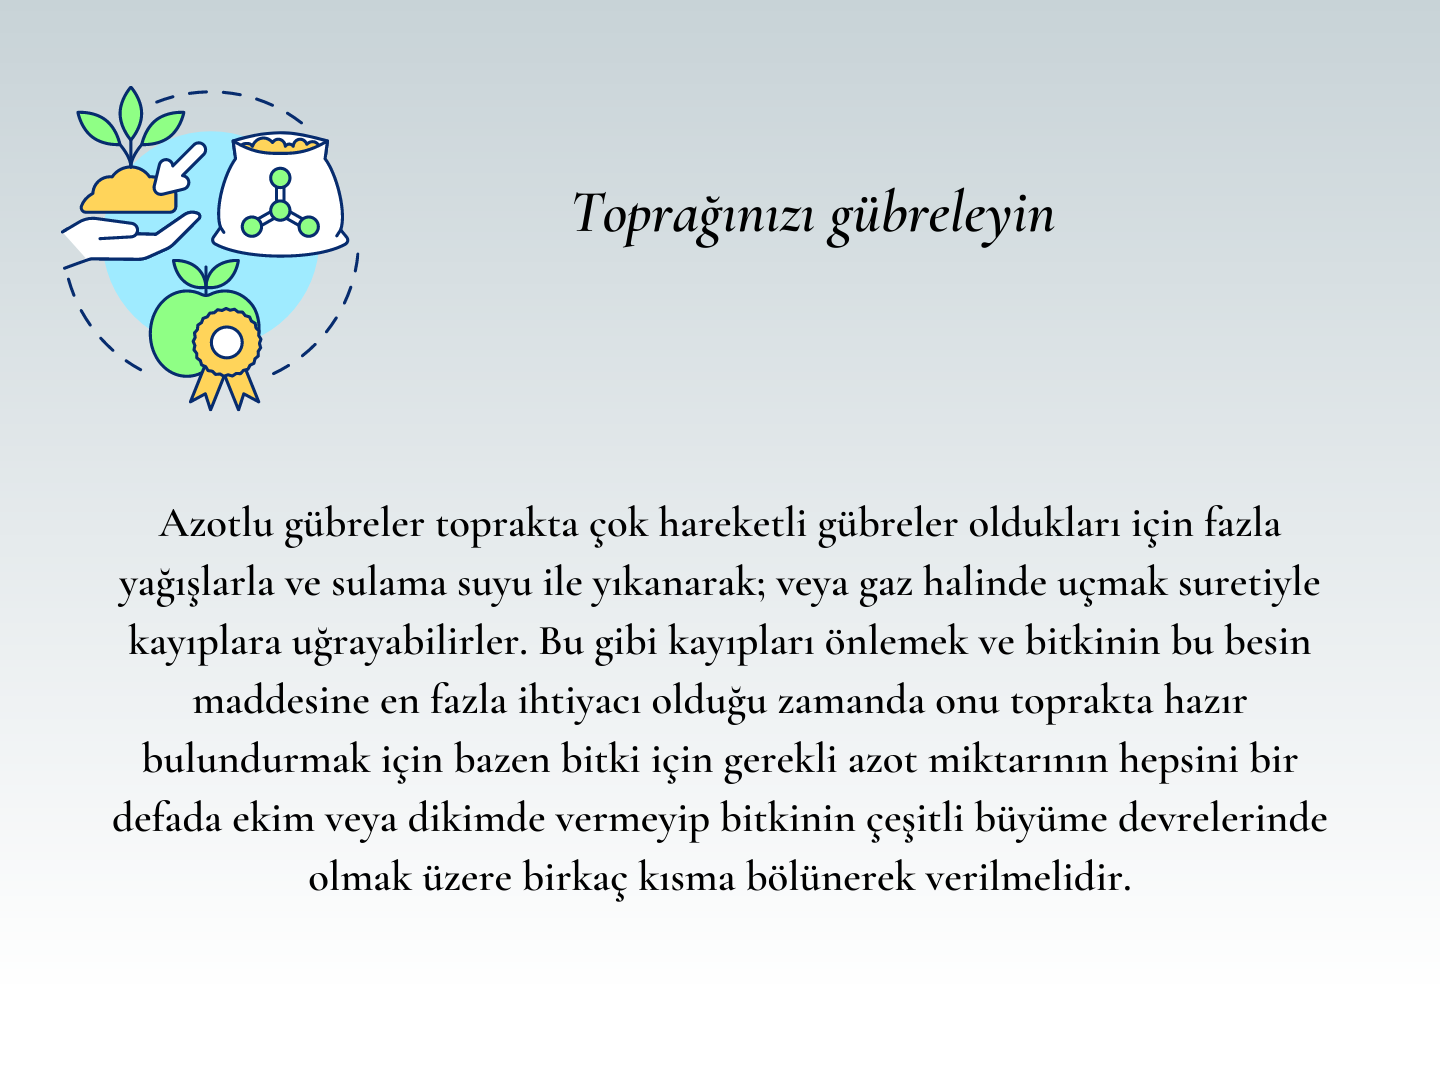 Toprağınızı gübreleyin
Azotlu gübreler toprakta çok hareketli gübreler oldukları için fazla
yağışlarla ve sulama suyu ile yıkanarak; veya gaz halinde uçmak suretiyle
kayıplara uğrayabilirler. Bu gibi kayıpları önlemek ve bitkinin bu besin
maddesine en fazla ihtiyacı olduğu zamanda onu toprakta hazır
bulundurmak için bazen bitki için gerekli azot miktarının hepsini bir
defada ekim veya dikimde vermeyip bitkinin çeşitli büyüme devrelerinde
olmak üzere birkaç kısma bölünerek verilmelidir.